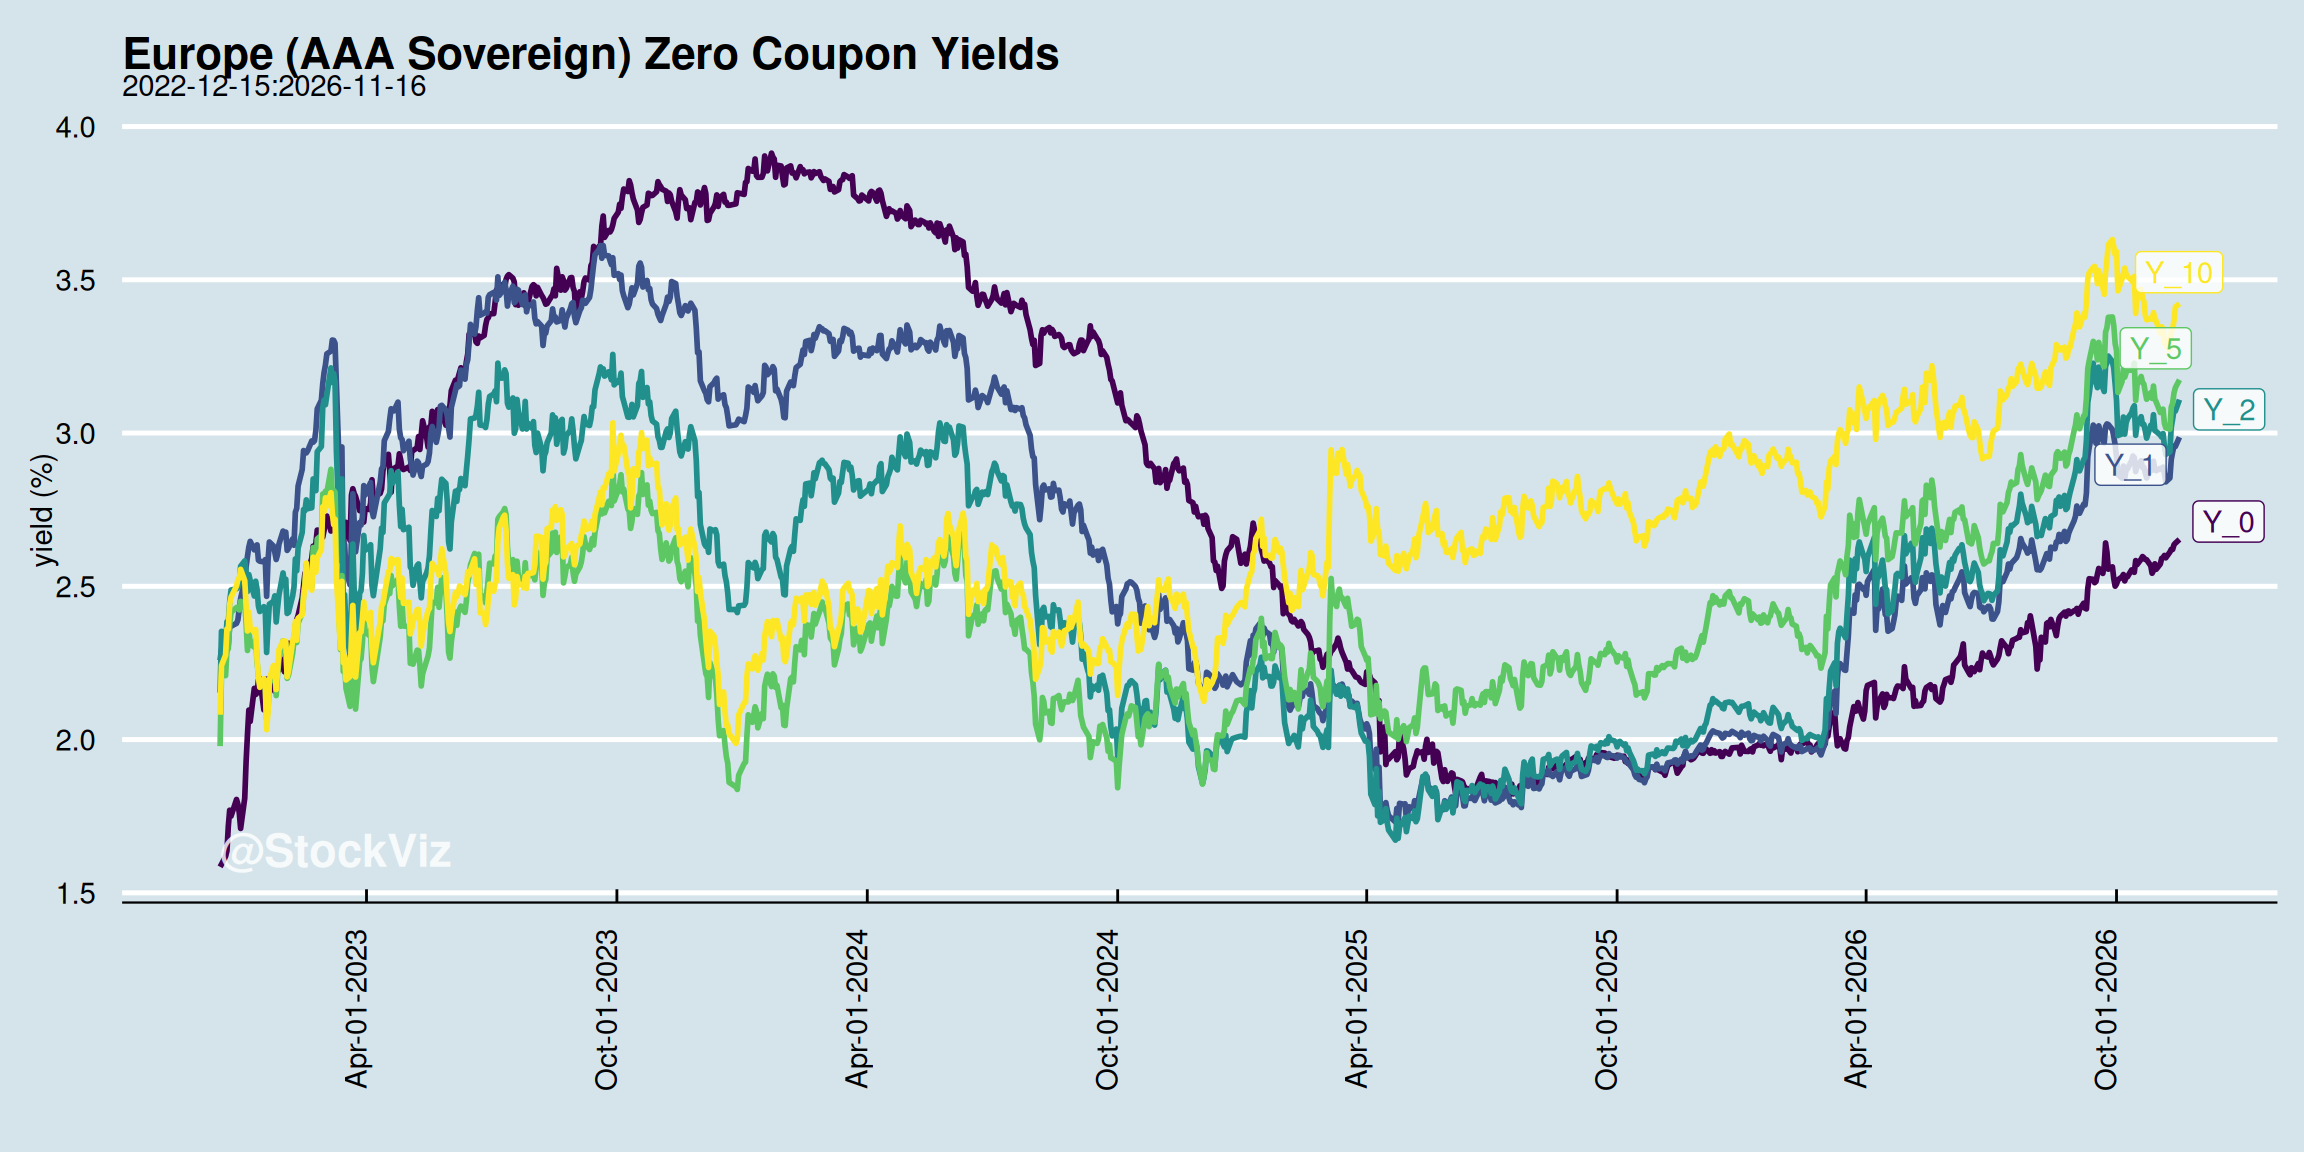 Europe (AAA Sovereign) Zero Coupon Yields
2022-12-15:2026-11-16
yield (%)
4.0
3.5
3.0
2.5
2.0
1.5
Y_10
Y_5
Y_2
Y_1
Y_0
@StockViz
Apr-01-2023
Oct-01-2023
Apr-01-2024
Oct-01-2024
Apr-01-2025
Oct-01-2025
Apr-01-2026
Oct-01-2026